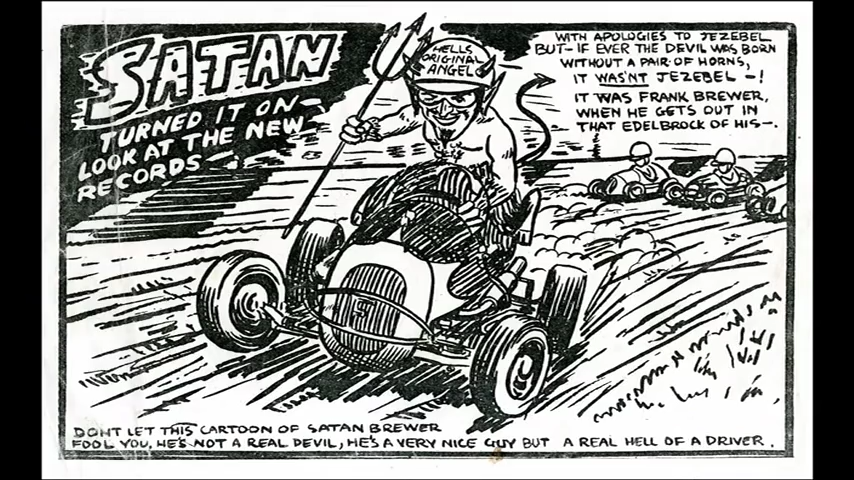 SATAN
TURNED IT ON
LOOK AT THE NEW
RECORDS
HELLS
ORIGINAL
ANGEL
WITH APOLOGIES TO JEZEBEL
BUT- IF EVER THE DEVIL WAS BORN
WITHOUT A PAIR OF HORNS,
IT WAS'NT JEZEBEL -!
IT WAS FRANK BREWER,
WHEN HE GETS OUT IN
THAT EDELBROCK OF HIS-.
5
DONT LET THIS CARTOON OF SATAN BREWER
FOOL YOU, HE'S NOT A REAL DEVIL, HE'S A VERY NICE GUY BUT A REAL HELL OF A DRIVER.